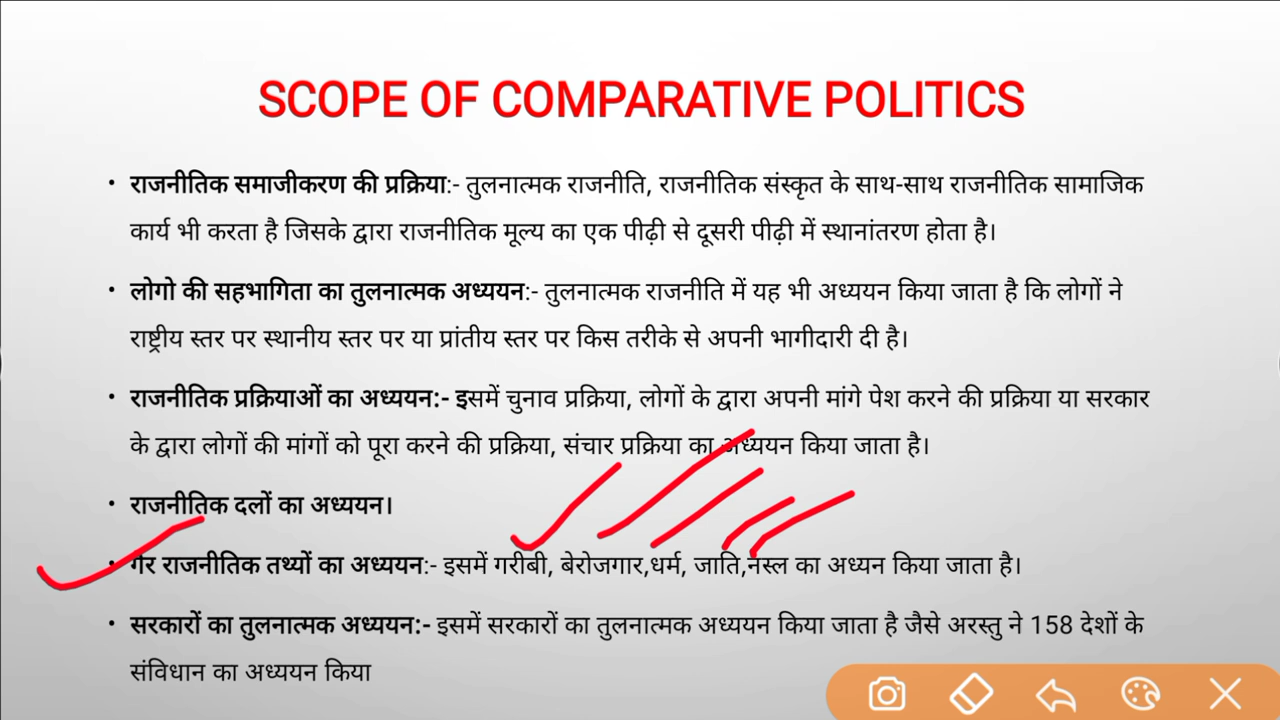 SCOPE OF COMPARATIVE POLITICS
• राजनीतिक समाजीकरण की प्रक्रिया:- तुलनात्मक राजनीति, राजनीतिक संस्कृत के साथ-साथ राजनीतिक सामाजिक
कार्य भी करता है जिसके द्वारा राजनीतिक मूल्य का एक पीढ़ी से दूसरी पीढ़ी में स्थानांतरण होता है।
• लोगो की सहभागिता का तुलनात्मक अध्ययन:- तुलनात्मक राजनीति में यह भी अध्ययन किया जाता है कि लोगों ने
राष्ट्रीय स्तर पर स्थानीय स्तर पर या प्रांतीय स्तर पर किस तरीके से अपनी भागीदारी दी है।
• राजनीतिक प्रक्रियाओं का अध्ययन:- इसमें चुनाव प्रक्रिया, लोगों के द्वारा अपनी मांगे पेश करने की प्रक्रिया या सरकार
के द्वारा लोगों की मांगों को पूरा करने की प्रक्रिया, संचार प्रक्रिया का अध्ययन किया जाता है।
• राजनीतिक दलों का अध्ययन।
• गैर राजनीतिक तथ्यों का अध्ययन:- इसमें गरीबी, बेरोजगार,धर्म, जाति,नस्ल का अध्यन किया जाता है।
• सरकारों का तुलनात्मक अध्ययन:- इसमें सरकारों का तुलनात्मक अध्ययन किया जाता है जैसे अरस्तु ने 158 देशों के
संविधान का अध्ययन किया